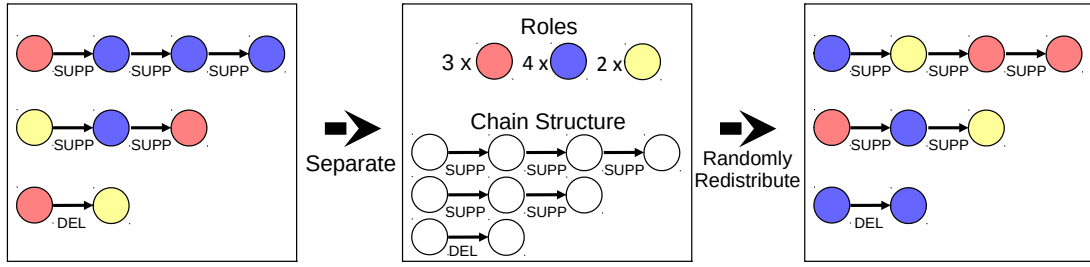 SUPP SUPP SUPP
SUPP SUPP
DEL
Separate
Roles
3 x 4 x 2 x
Chain Structure
SUPP SUPP SUPP
SUPP SUPP
DEL
Randomly
Redistribute
SUPP SUPP SUPP
SUPP SUPP
DEL